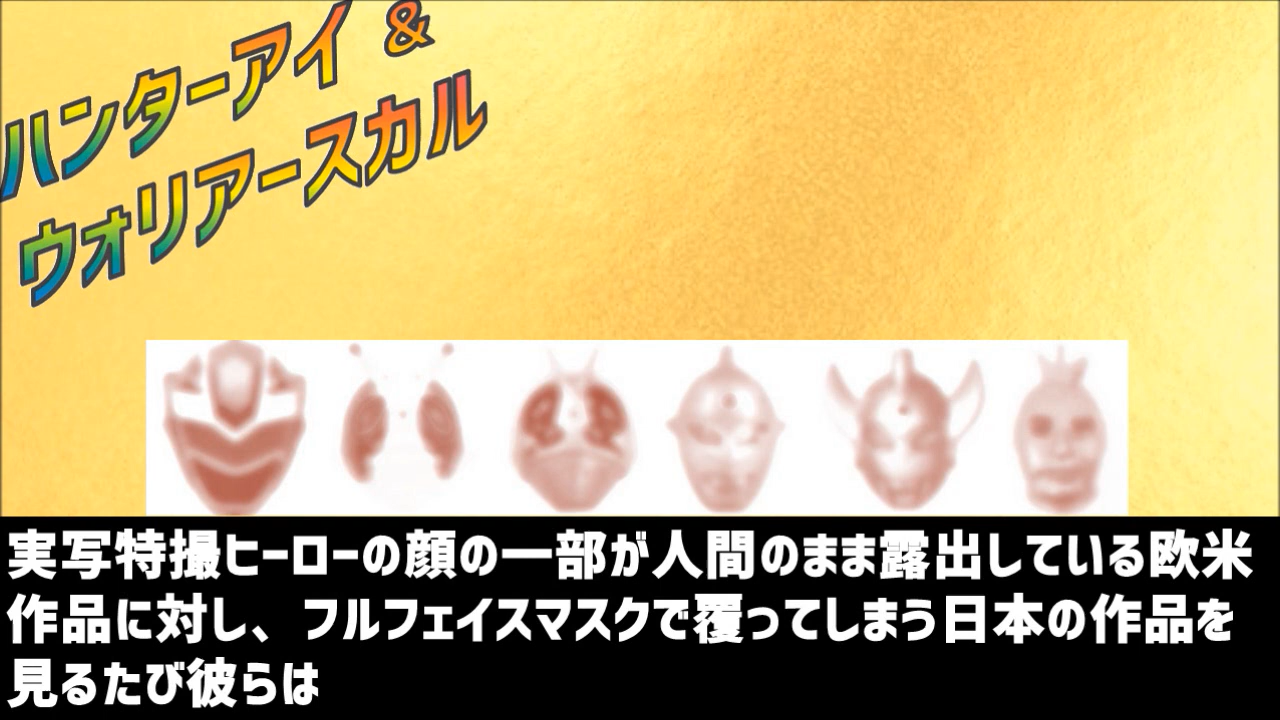 ハンターアイ &
ウォリアースカル
実写特撮ヒーローの顔の一部が人間のまま露出している欧米
作品に対し、フルフェイスマスクで覆ってしまう日本の作品を
見るたび彼らは